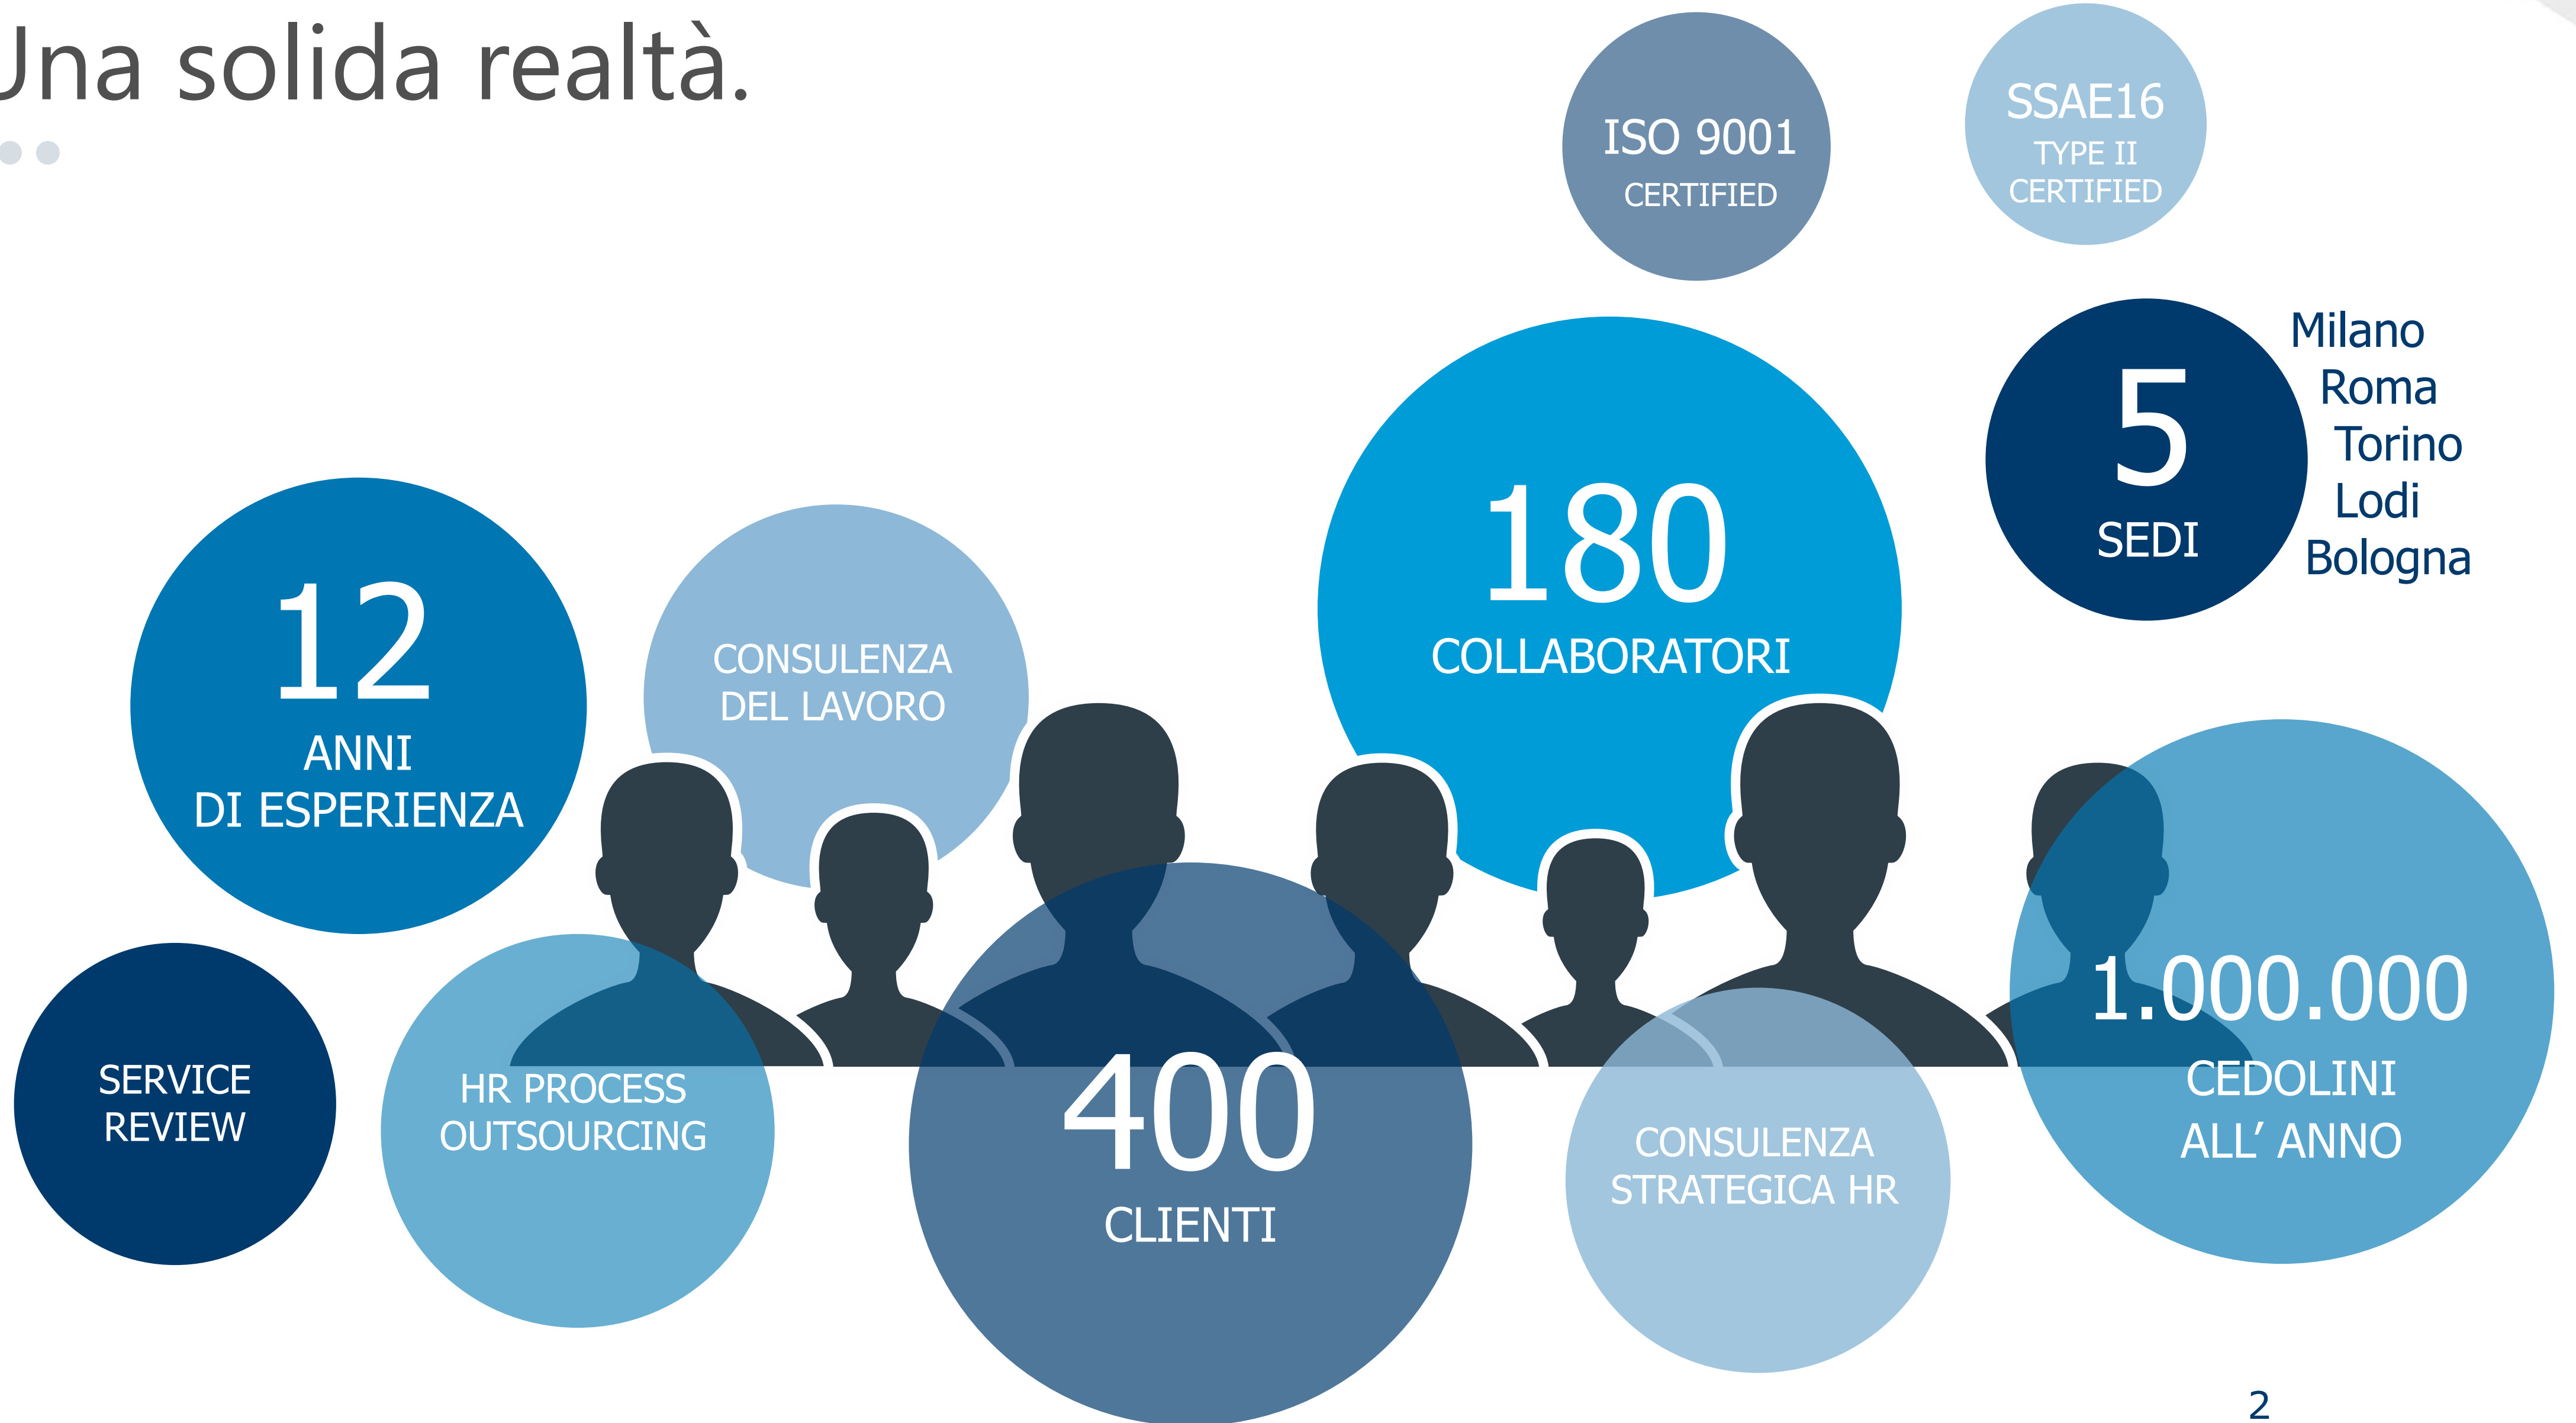 Una solida realtà.
ISO 9001
CERTIFIED
SSAE16
TYPE II
CERTIFIED
5
SEDI
Milano
Roma
Torino
Lodi
Bologna
180
COLLABORATORI
12
ANNI
DI ESPERIENZA
CONSULENZA
DEL LAVORO
SERVICE
REVIEW
HR PROCESS
OUTSOURCING
400
CLIENTI
CONSULENZA
STRATEGICA HR
1.000.000
CEDOLINI
ALL’ ANNO
2